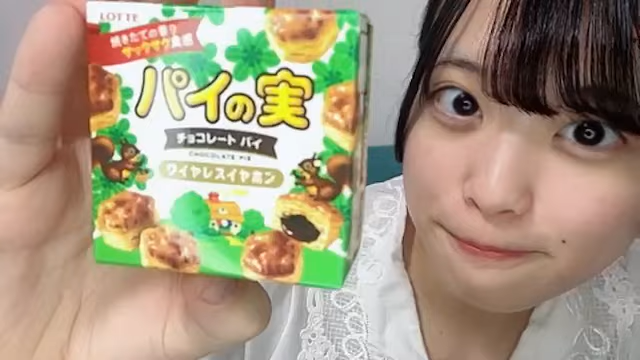 LOTTE
焼きたての香り
サックサク食感
パイの実
チョコレート パイ
CHOCOLATE PIE
ワイヤレスイヤホン